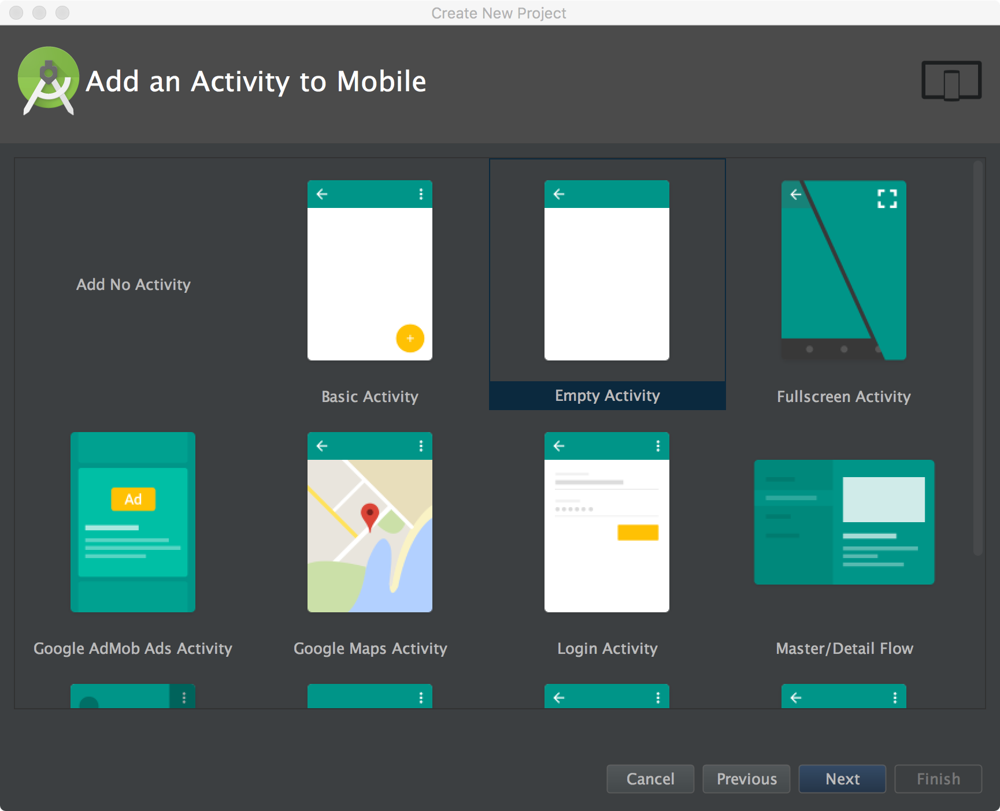 Create New Project
Add an Activity to Mobile
Add No Activity
Basic Activity
Empty Activity
Fullscreen Activity
Ad
Google AdMob Ads Activity
Google Maps Activity
Login Activity
Master/Detail Flow
Cancel
Previous
Next
Finish